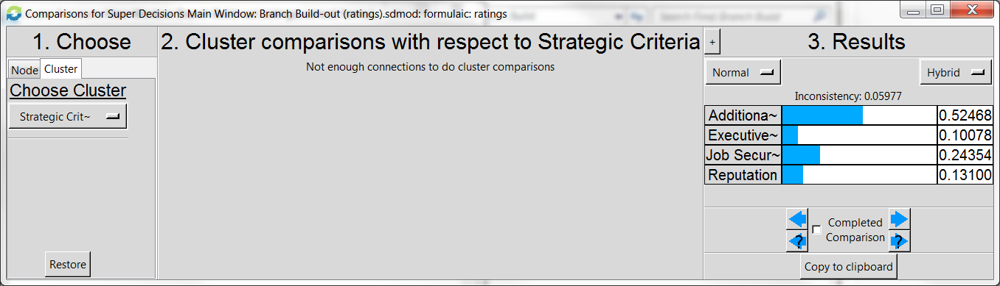 Comparisons for Super Decisions Main Window: Branch Build-out (ratings).sdmod: formulaic: ratings
1. Choose
2. Cluster comparisons with respect to Strategic Criteria
+
3. Results
Node Cluster
Not enough connections to do cluster comparisons
Normal
Hybrid
Choose Cluster
Strategic Crit~
Inconsistency: 0.05977
Additiona~ 0.52468
Executive~ 0.10078
Job Secur~ 0.24354
Reputation 0.13100
Completed
Comparison
? ?
Restore
Copy to clipboard